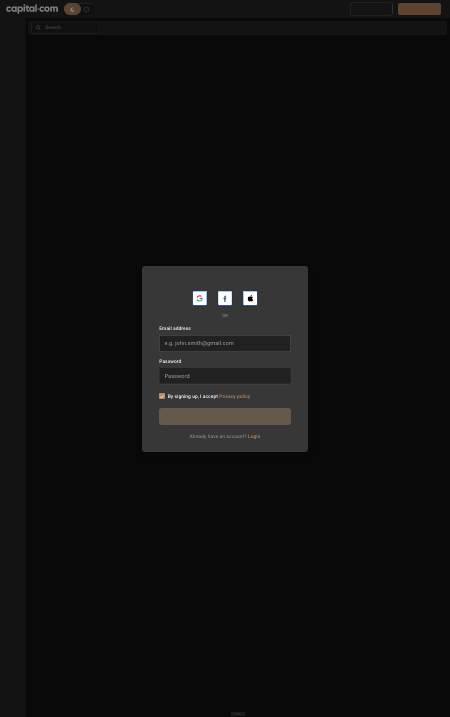 capital.com
Search
OR
Email address
e.g. john.smith@gmail.com
Password
Password
By signing up, I accept Privacy policy
Already have an account? Login